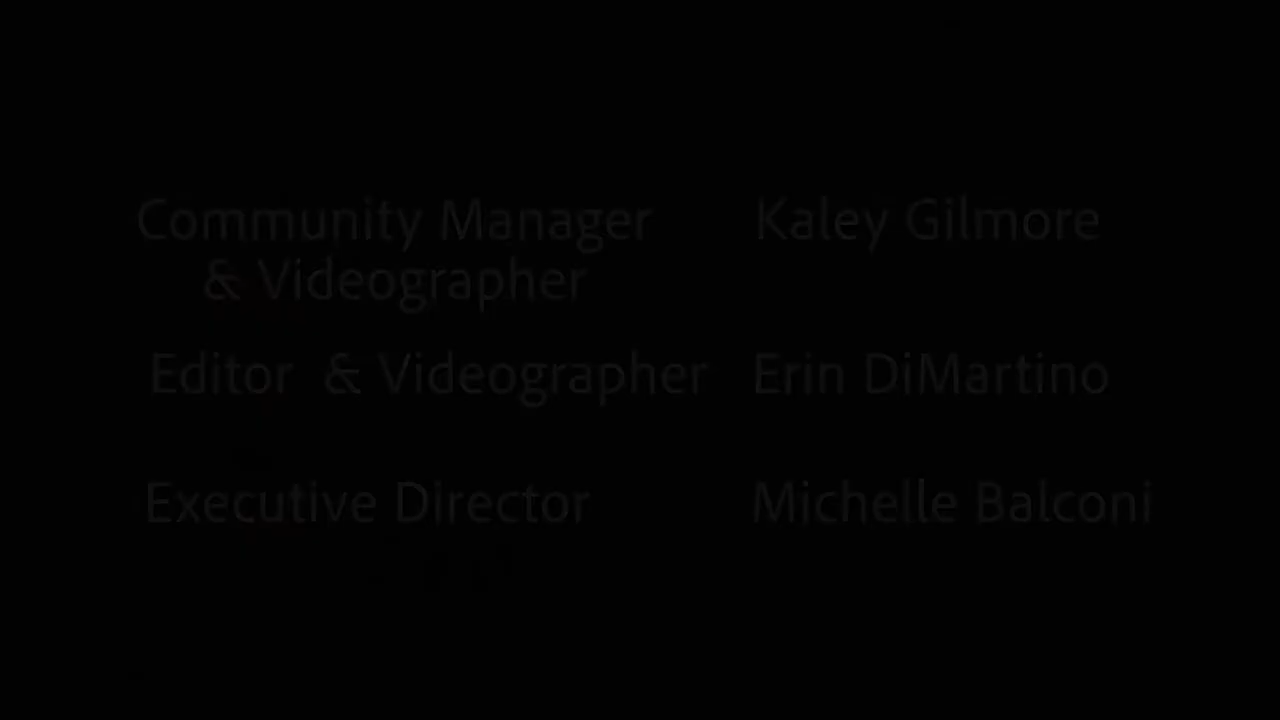 Community Manager Kaley Gilmore
& Videographer
Editor & Videographer Erin DiMartino
Executive Director Michelle Balconi